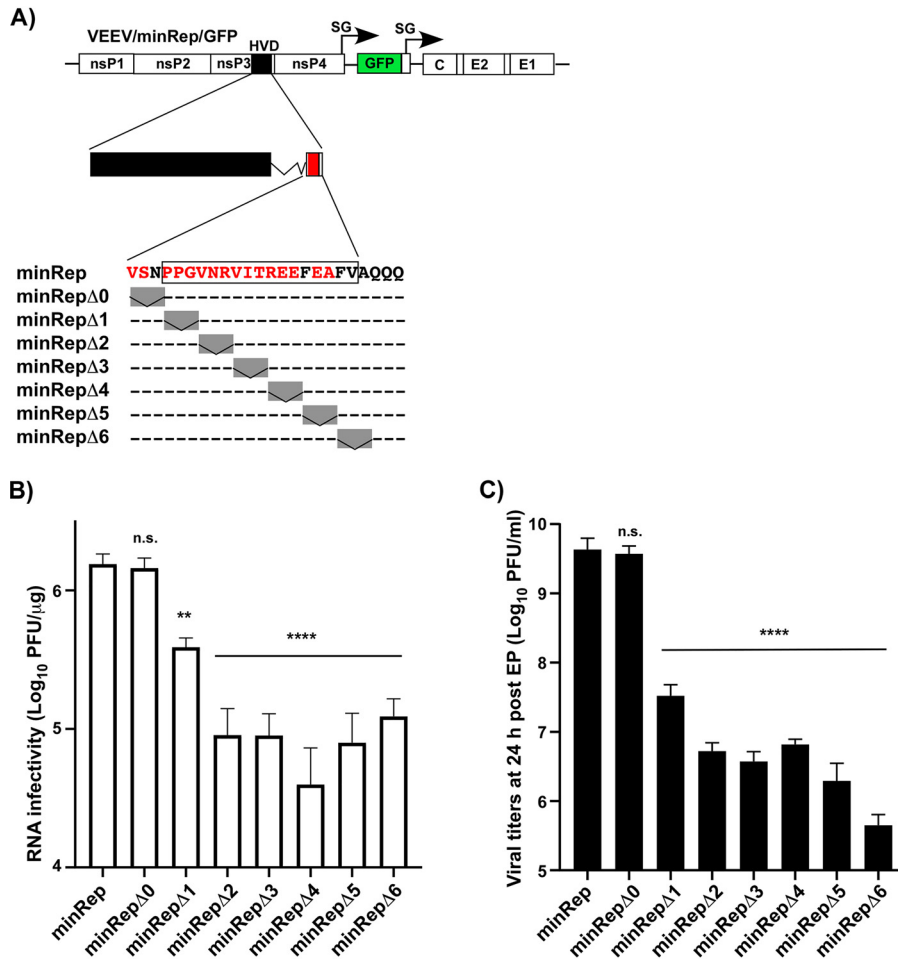 A)
VEEV/minRep/GFP
HVD
SG
SG
nsP1 nsP2 nsP3 nsP4 GFP C E2 E1
minRep VSNPPGVNRVITREEFEAFVAQQQ
minRepΔ0
minRepΔ1
minRepΔ2
minRepΔ3
minRepΔ4
minRepΔ5
minRepΔ6
B)
RNA infectivity (Log10 PFU/μg)
6
5
4
n.s.
**
****
minRep
minRepΔ0
minRepΔ1
minRepΔ2
minRepΔ3
minRepΔ4
minRepΔ5
minRepΔ6
C)
Viral titers at 24 h post EP (Log10 PFU/ml)
10
9
8
7
6
5
n.s.
****
minRep
minRepΔ0
minRepΔ1
minRepΔ2
minRepΔ3
minRepΔ4
minRepΔ5
minRepΔ6